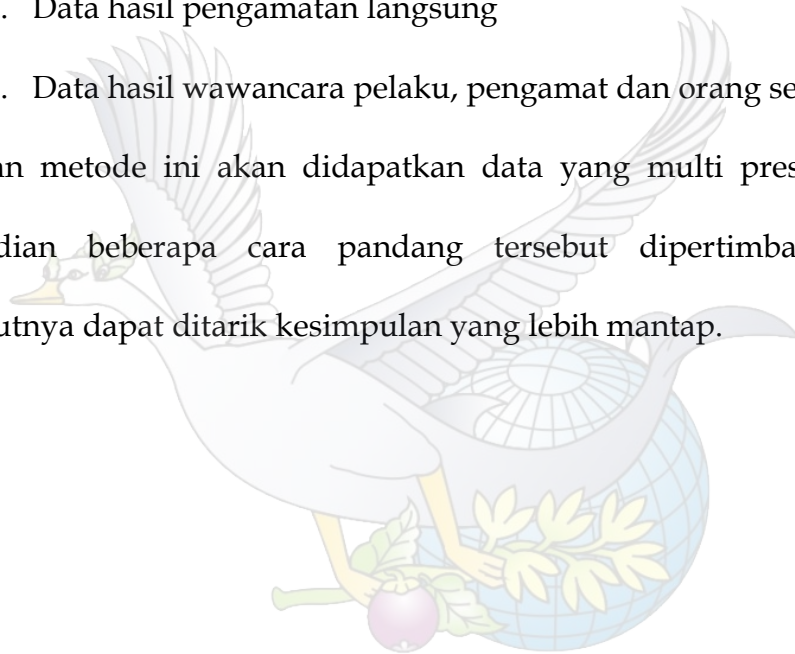 . Data hasil pengamatan langsung
. Data hasil wawancara pelaku, pengamat dan orang se
an metode ini akan didapatkan data yang multi pres
dian beberapa cara pandang tersebut dipertimba
utnya dapat ditarik kesimpulan yang lebih mantap.